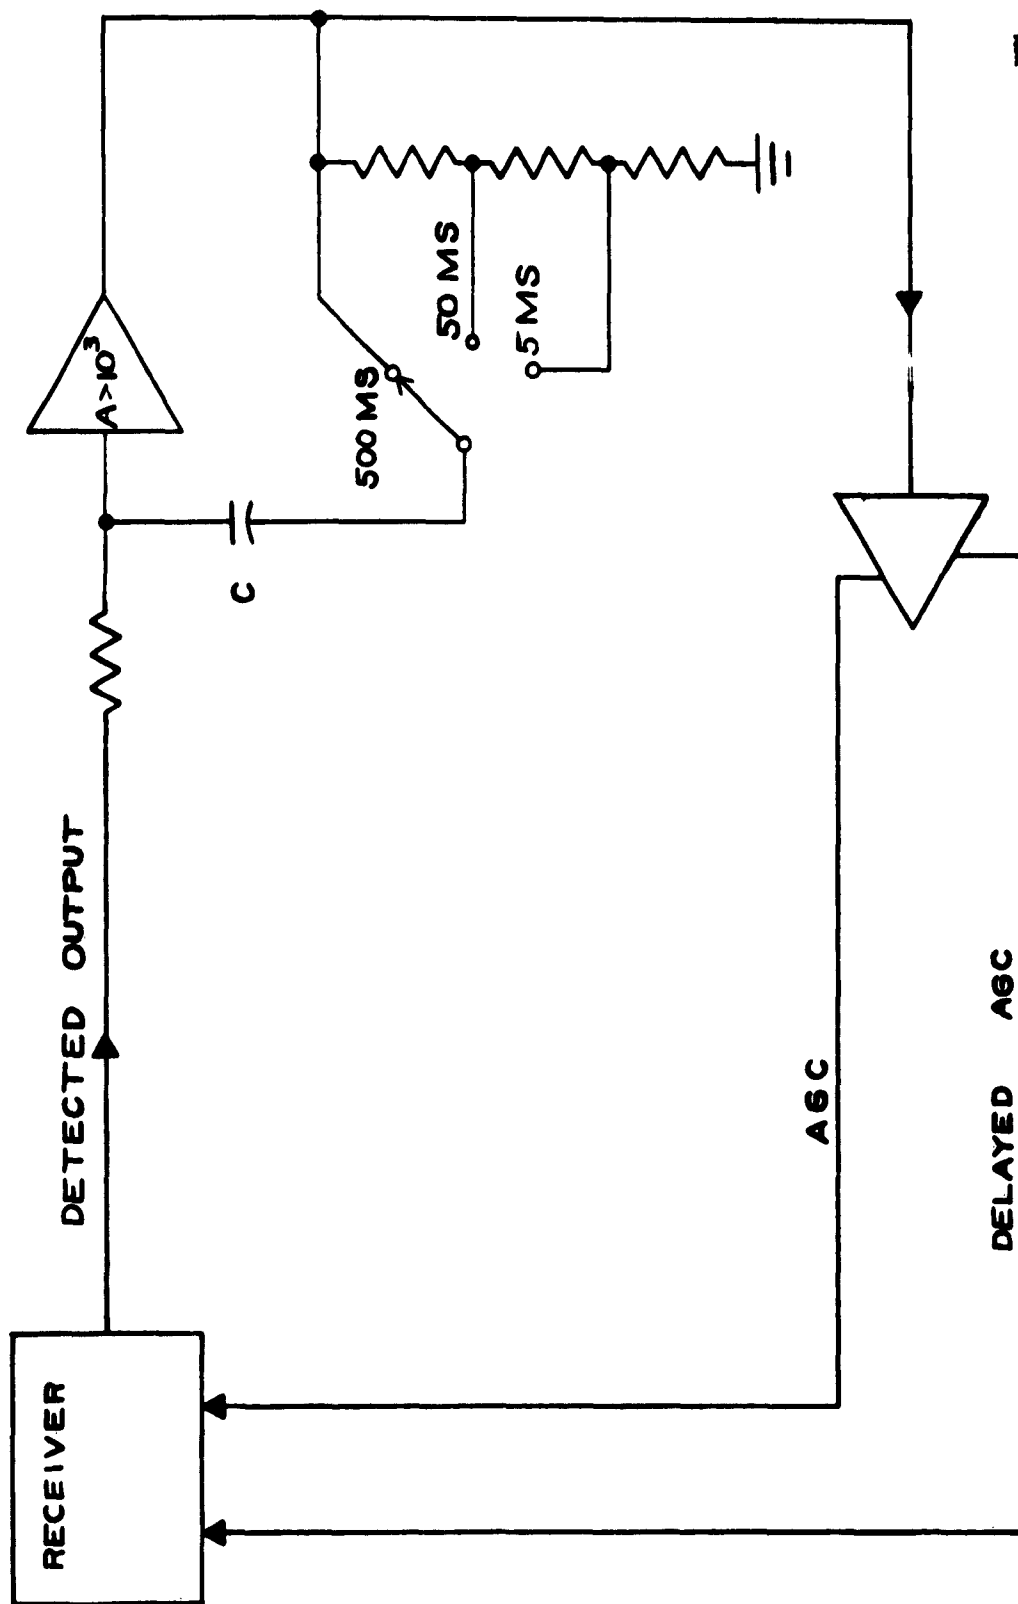 RECEIVER
DETECTED OUTPUT
C
A>10³
500 MS
50 MS
5 MS
AGC
DELAYED AGC